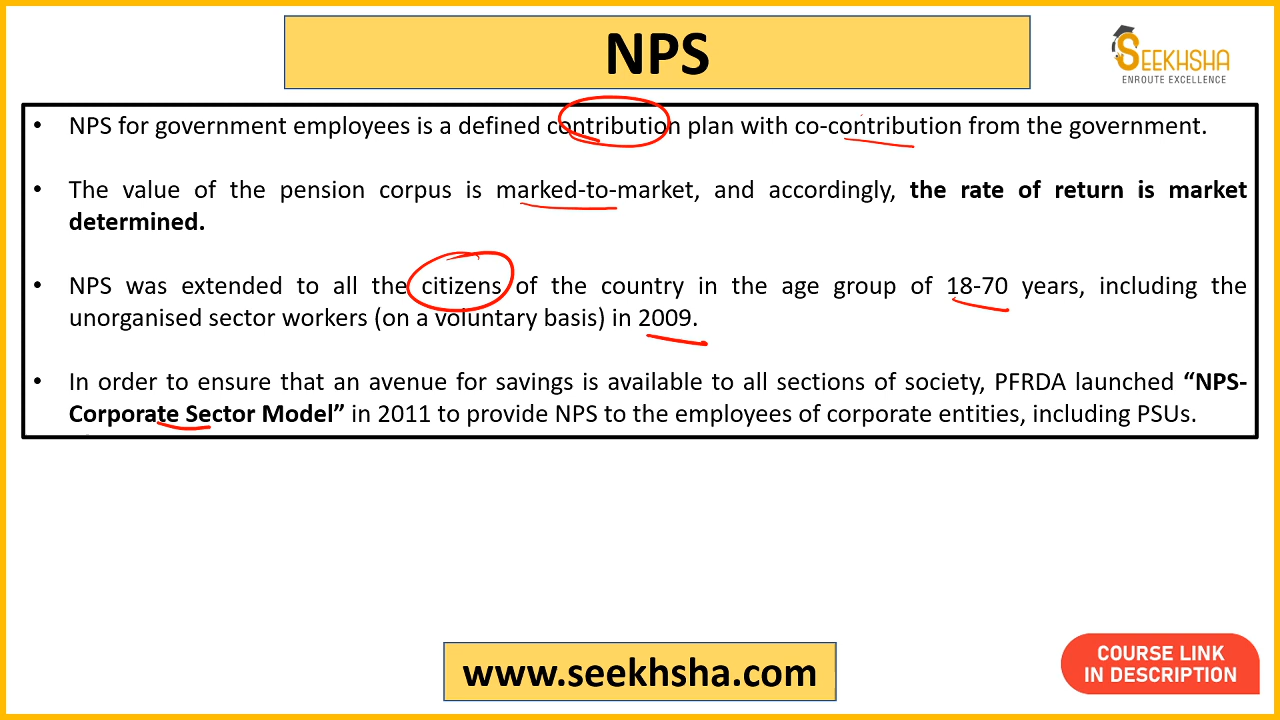 NPS
SEEKHSHA
ENROUTE EXCELLENCE
• NPS for government employees is a defined contribution plan with co-contribution from the government.
• The value of the pension corpus is marked-to-market, and accordingly, the rate of return is market
determined.
• NPS was extended to all the citizens of the country in the age group of 18-70 years, including the
unorganised sector workers (on a voluntary basis) in 2009.
• In order to ensure that an avenue for savings is available to all sections of society, PFRDA launched “NPS-
Corporate Sector Model” in 2011 to provide NPS to the employees of corporate entities, including PSUs.
www.seekhsha.com
COURSE LINK
IN DESCRIPTION